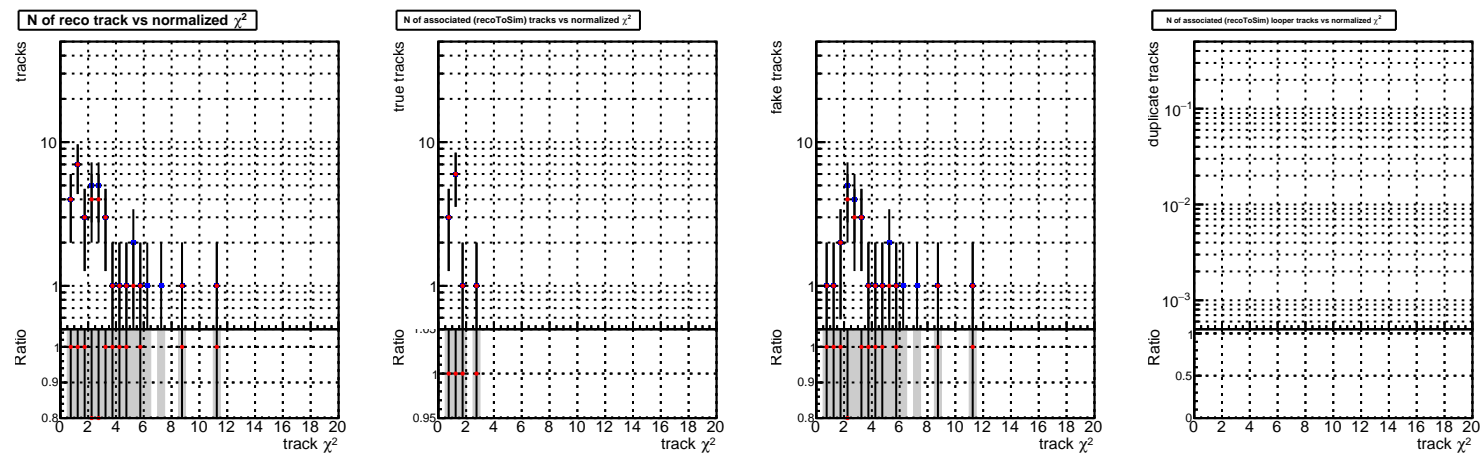 N of reco track vs normalized χ²
tracks
10
1
Ratio
1
0.9
0.8
0 2 4 6 8 10 12 14 16 18 20
track χ²
N of associated (recoToSim) tracks vs normalized χ²
true tracks
10
1
Ratio
1.05
1
0.95
0 2 4 6 8 10 12 14 16 18 20
track χ²
fake tracks
10
1
Ratio
1
0.9
0.8
0 2 4 6 8 10 12 14 16 18 20
track χ²
N of associated (recoToSim) looper tracks vs normalized χ²
duplicate tracks
10⁻¹
10⁻²
10⁻³
Ratio
1
0.5
0
0 2 4 6 8 10 12 14 16 18 20
track χ²